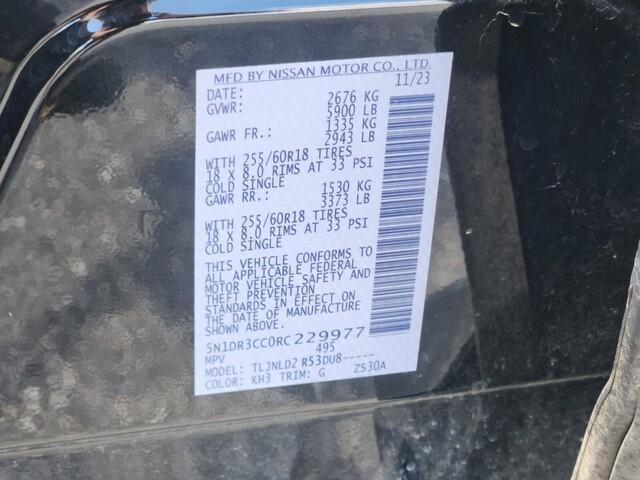 MFD BY NISSAN MOTOR CO., LTD.
DATE: 11/23
GVWR: 2676 KG
5900 LB
GAWR FR.: 1335 KG
2943 LB
WITH 255/60R18 TIRES
18 X 8.0 RIMS AT 33 PSI
COLD SINGLE
GAWR RR.: 1530 KG
3373 LB
WITH 255/60R18 TIRES
18 X 8.0 RIMS AT 33 PSI
COLD SINGLE
THIS VEHICLE CONFORMS TO
ALL APPLICABLE FEDERAL
MOTOR VEHICLE SAFETY AND
THEFT PREVENTION
STANDARDS IN EFFECT ON
THE DATE OF MANUFACTURE
SHOWN ABOVE.
5N1DR3CC0RC229977
MPV 495
MODEL: TLJNLD2 R53DU8-----
COLOR: KH3 TRIM: G ZS30A